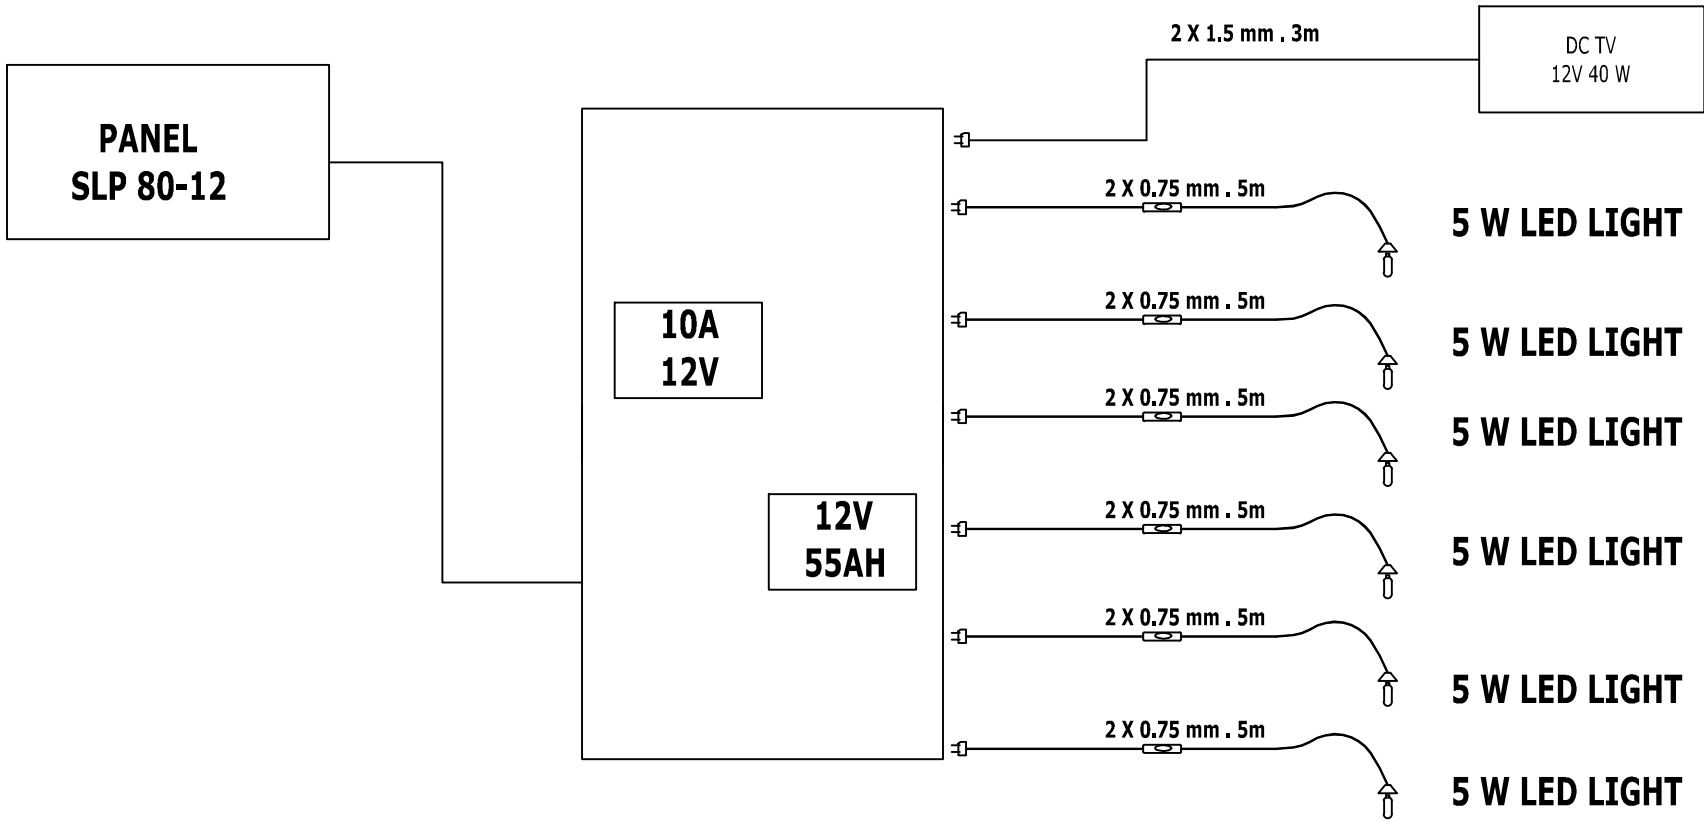 2 X 1.5 mm . 3m
DC TV
12V 40 W
PANEL
SLP 80-12
2 X 0.75 mm . 5m
5 W LED LIGHT
2 X 0.75 mm . 5m
5 W LED LIGHT
10A
12V
2 X 0.75 mm . 5m
5 W LED LIGHT
2 X 0.75 mm . 5m
5 W LED LIGHT
12V
55AH
2 X 0.75 mm . 5m
5 W LED LIGHT
2 X 0.75 mm . 5m
5 W LED LIGHT